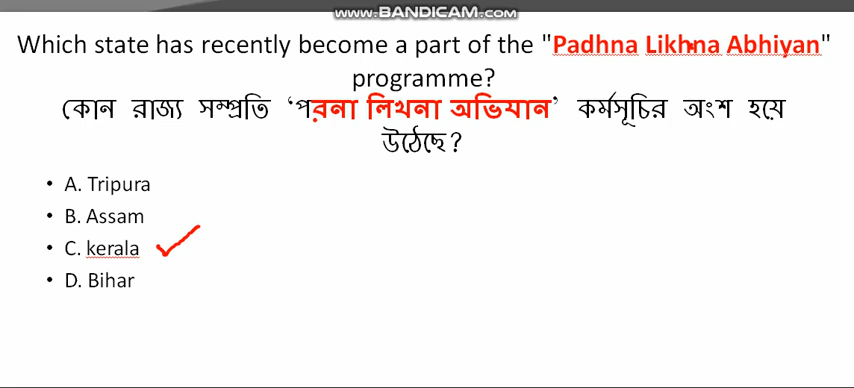 www.BANDICAM.com
Which state has recently become a part of the "Padhna Likhna Abhiyan"
programme?
কোন রাজ্য সম্প্রতি ‘পরনা লিখনা অভিযান’ কর্মসূচির অংশ হয়ে
উঠেছে?
• A. Tripura
• B. Assam
• C. kerala
• D. Bihar